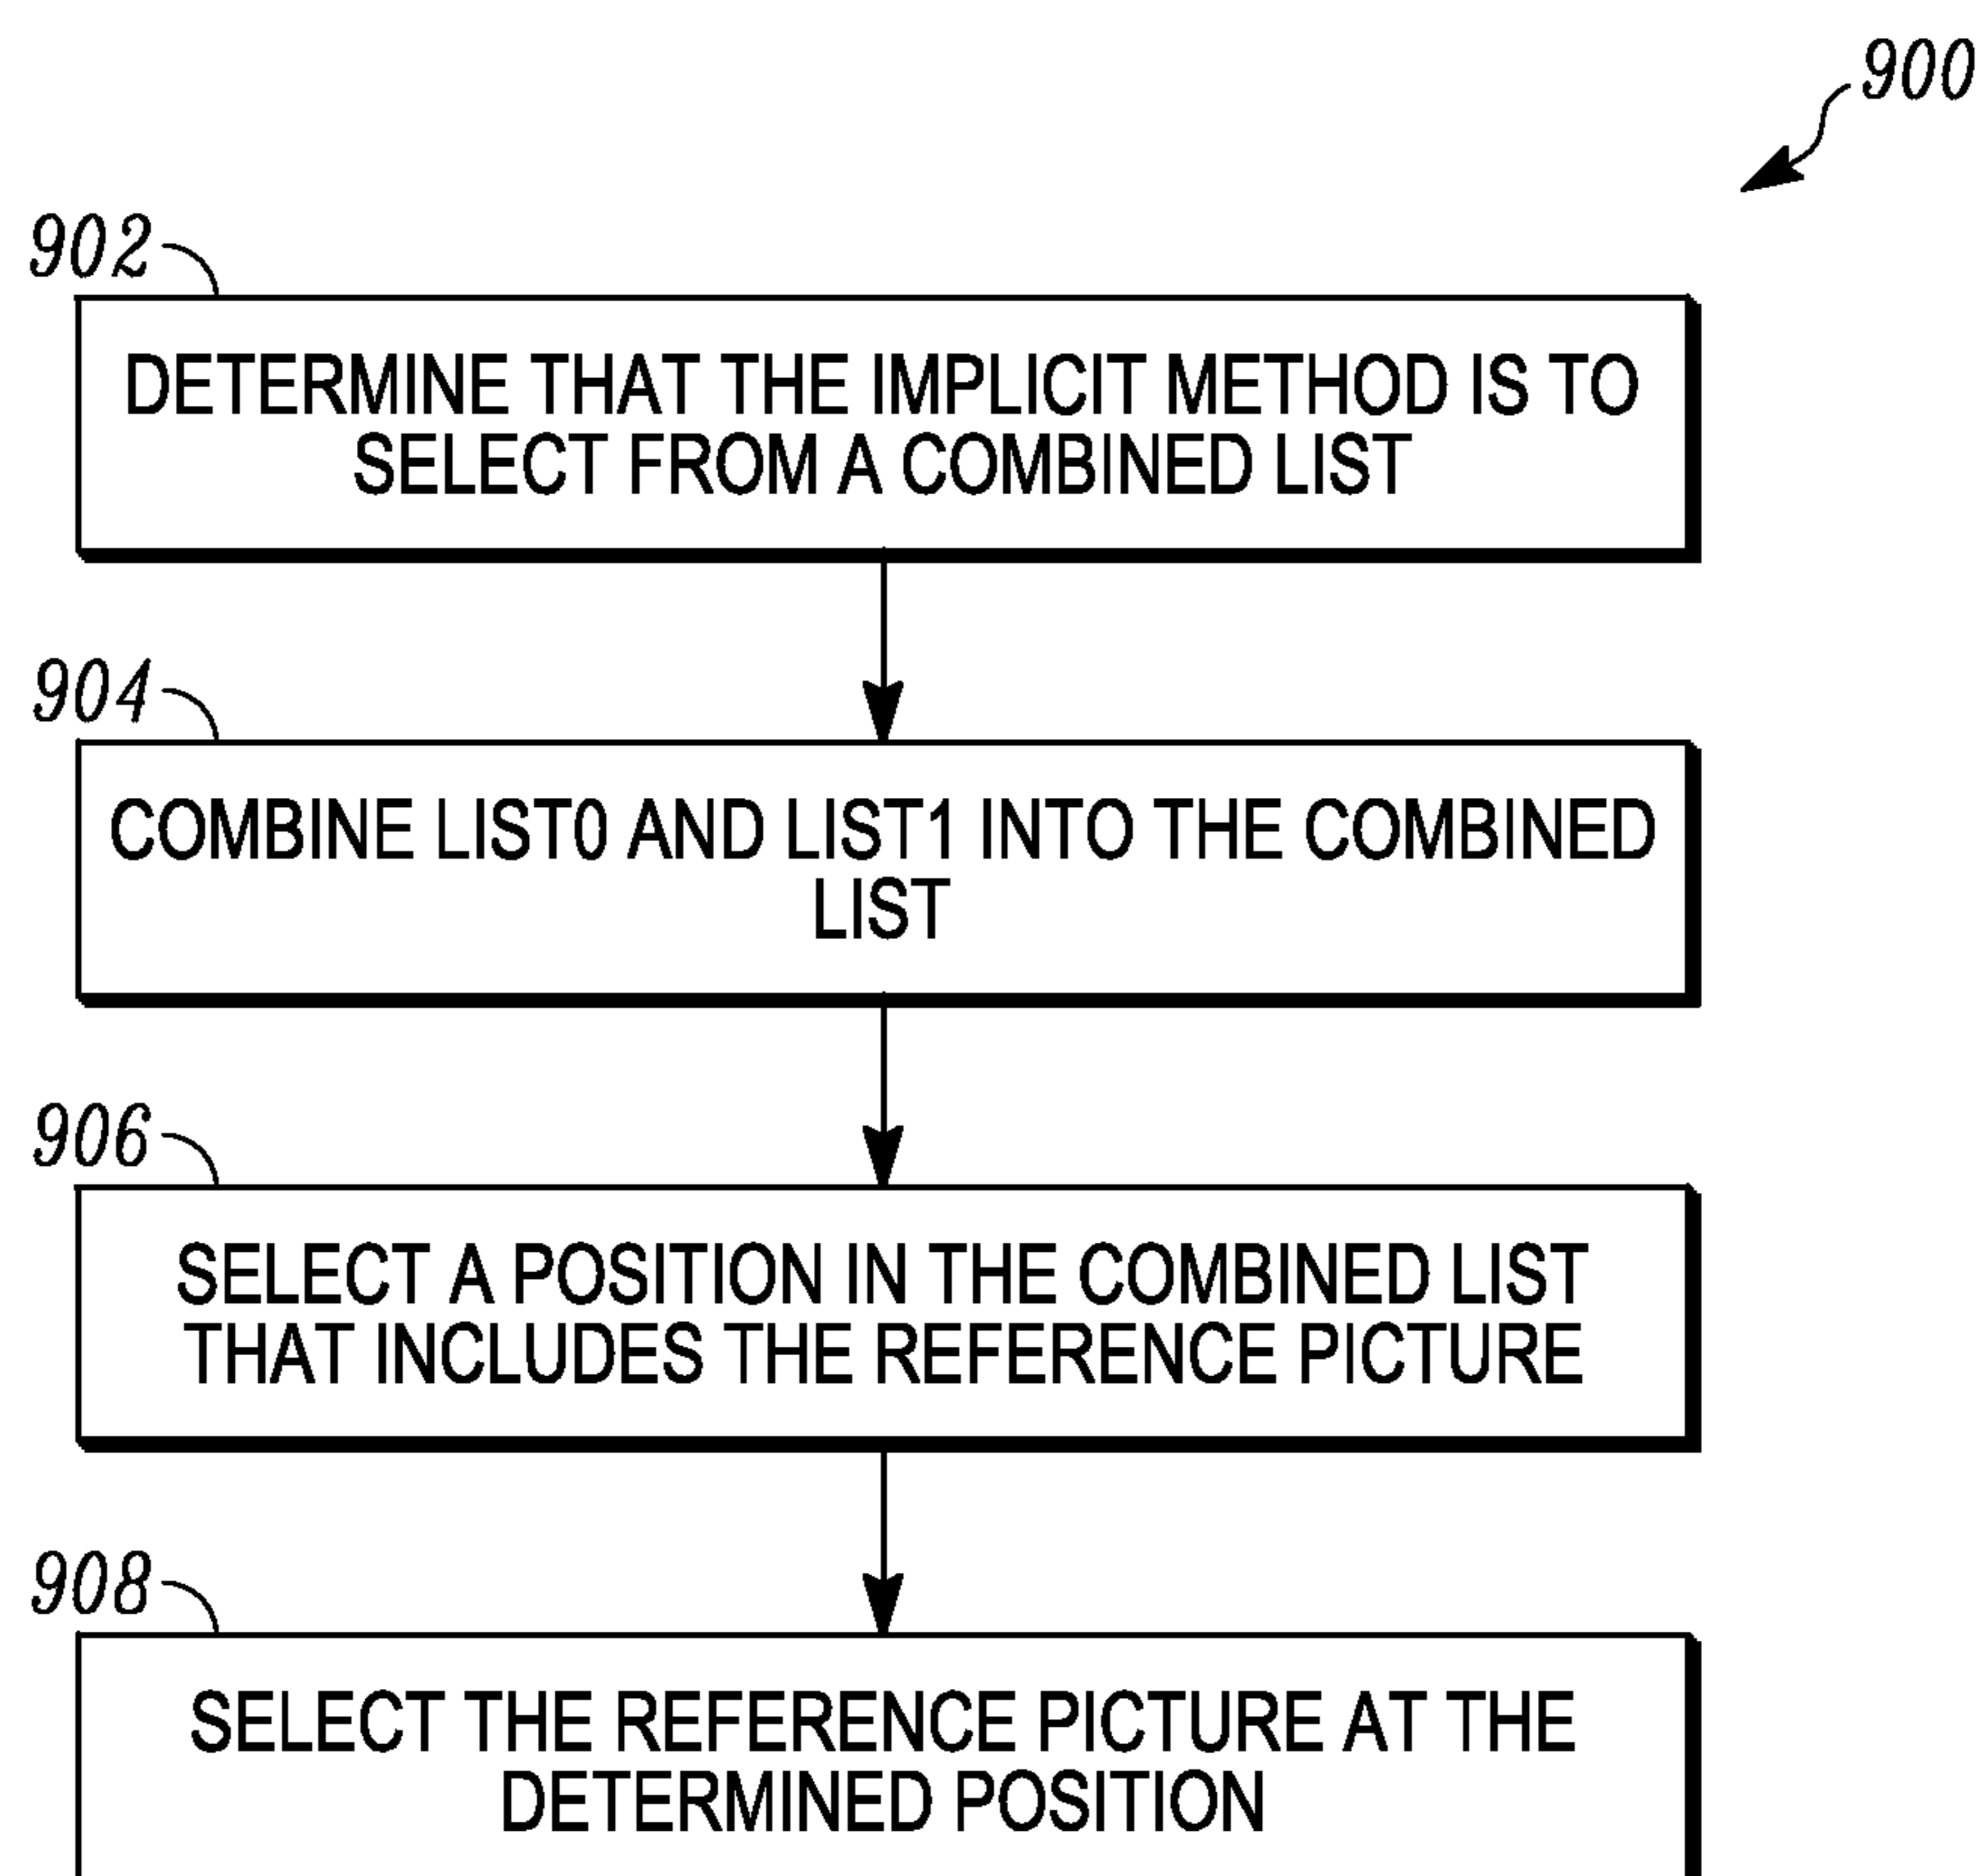 900
902
DETERMINE THAT THE IMPLICIT METHOD IS TO
SELECT FROM A COMBINED LIST
904
COMBINE LIST0 AND LIST1 INTO THE COMBINED
LIST
906
SELECT A POSITION IN THE COMBINED LIST
THAT INCLUDES THE REFERENCE PICTURE
908
SELECT THE REFERENCE PICTURE AT THE
DETERMINED POSITION